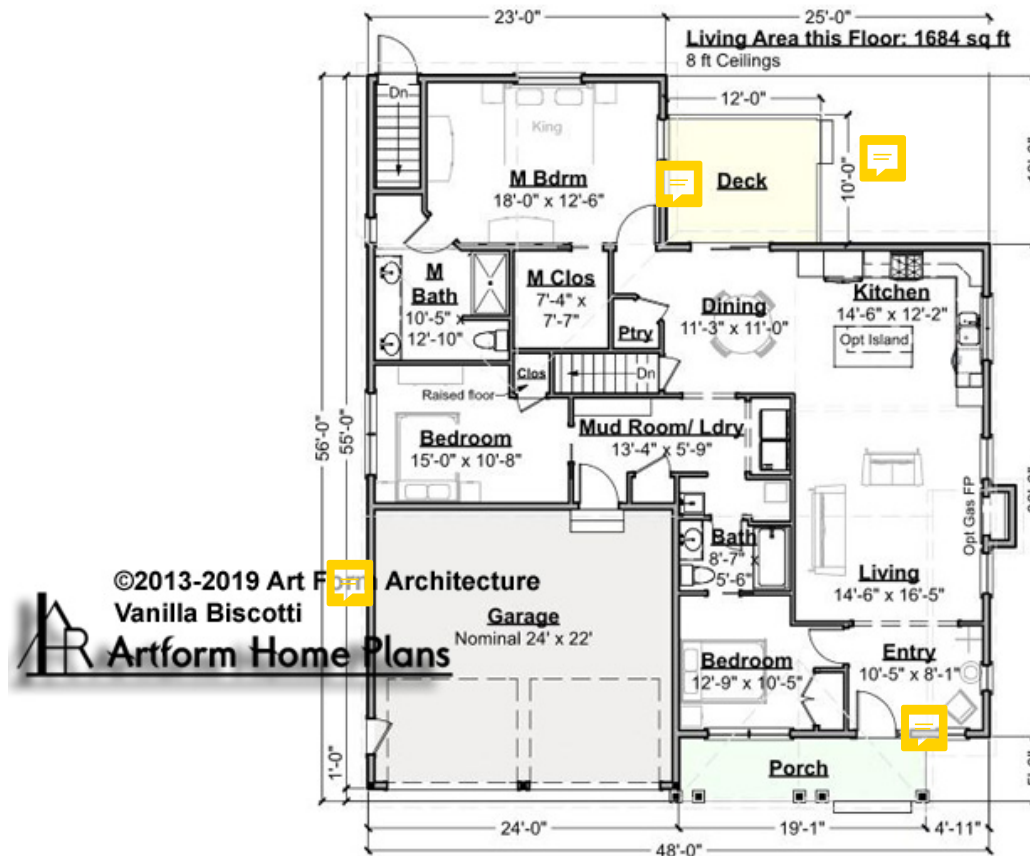 23'-0"
25'-0"
Living Area this Floor: 1684 sq ft
8 ft Ceilings
Dn
12'-0"
King
M Bdrm
18'-0" x 12'-6"
Deck
10'-0"
M
Bath
10'-5" x
12'-10"
M Clos
7'-4" x
7'-7"
Ptry
Dining
11'-3" x 11'-0"
Kitchen
14'-6" x 12'-2"
Opt Island
Clos
Dn
Raised floor
56'-0"
55'-0"
Bedroom
15'-0" x 10'-8"
Mud Room/ Ldry
13'-4" x 5'-9"
Opt Gas FP
Bath
8'-7" x
5'-6"
Living
14'-6" x 16'-5"
©2013-2019 Art Form Architecture
Vanilla Biscotti
Artform Home Plans
Garage
Nominal 24' x 22'
Bedroom
12'-9" x 10'-5"
Entry
10'-5" x 8'-1"
1'-0"
Porch
24'-0"
19'-1"
4'-11"
48'-0"